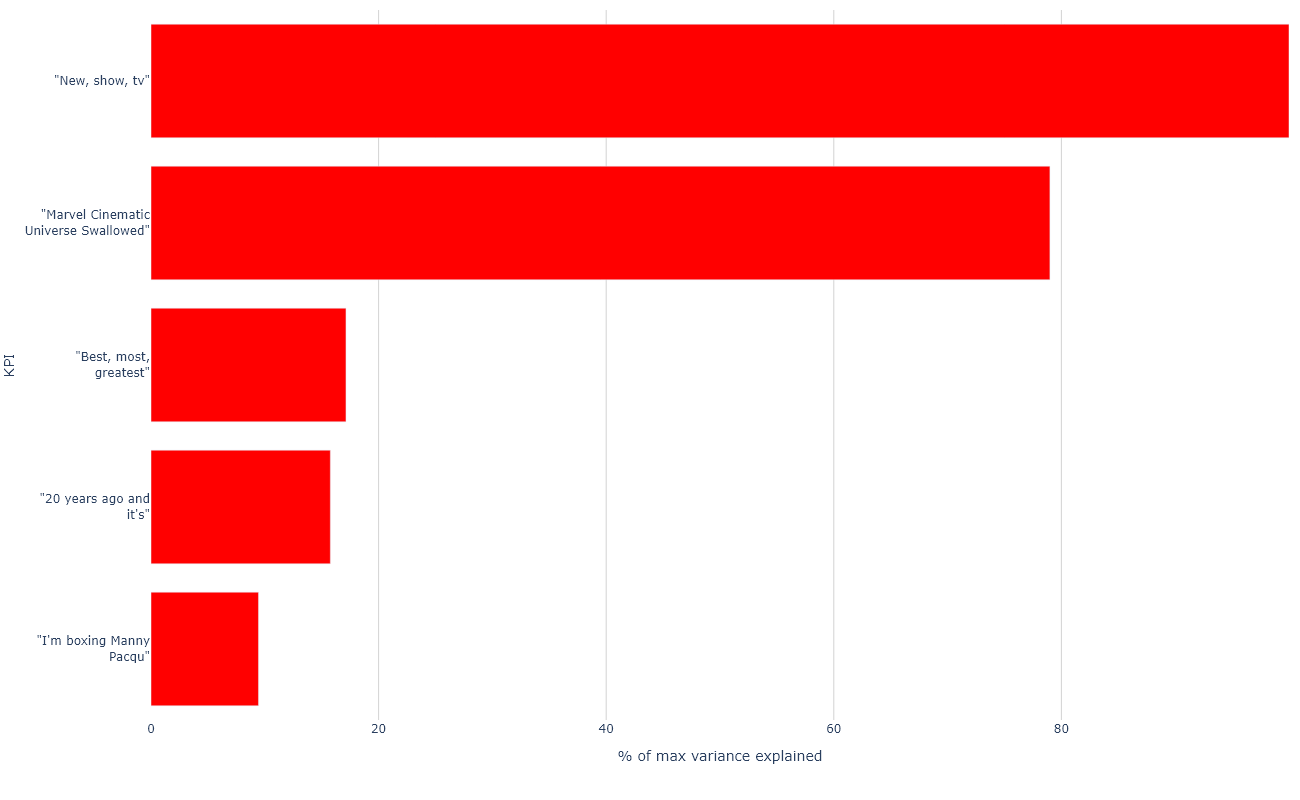 "New, show, tv"
"Marvel Cinematic
Universe Swallowed"
"Best, most,
greatest"
KPI
"20 years ago and
it's"
"I'm boxing Manny
Pacqu"
0
20
40
60
80
% of max variance explained